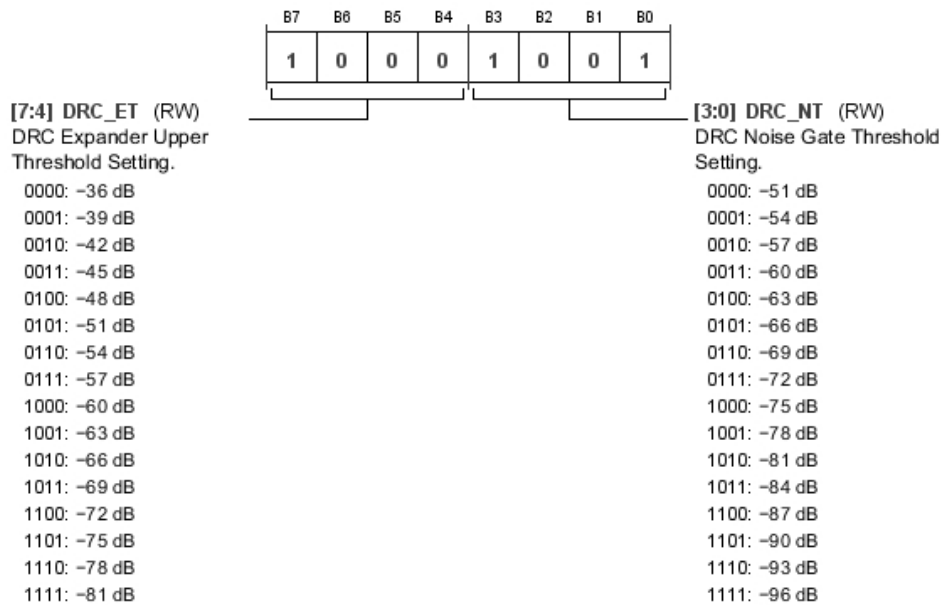 B7 B6 B5 B4 B3 B2 B1 B0
1 0 0 0 1 0 0 1
[7:4] DRC_ET (RW)
DRC Expander Upper
Threshold Setting.
0000: −36 dB
0001: −39 dB
0010: −42 dB
0011: −45 dB
0100: −48 dB
0101: −51 dB
0110: −54 dB
0111: −57 dB
1000: −60 dB
1001: −63 dB
1010: −66 dB
1011: −69 dB
1100: −72 dB
1101: −75 dB
1110: −78 dB
1111: −81 dB
[3:0] DRC_NT (RW)
DRC Noise Gate Threshold
Setting.
0000: −51 dB
0001: −54 dB
0010: −57 dB
0011: −60 dB
0100: −63 dB
0101: −66 dB
0110: −69 dB
0111: −72 dB
1000: −75 dB
1001: −78 dB
1010: −81 dB
1011: −84 dB
1100: −87 dB
1101: −90 dB
1110: −93 dB
1111: −96 dB